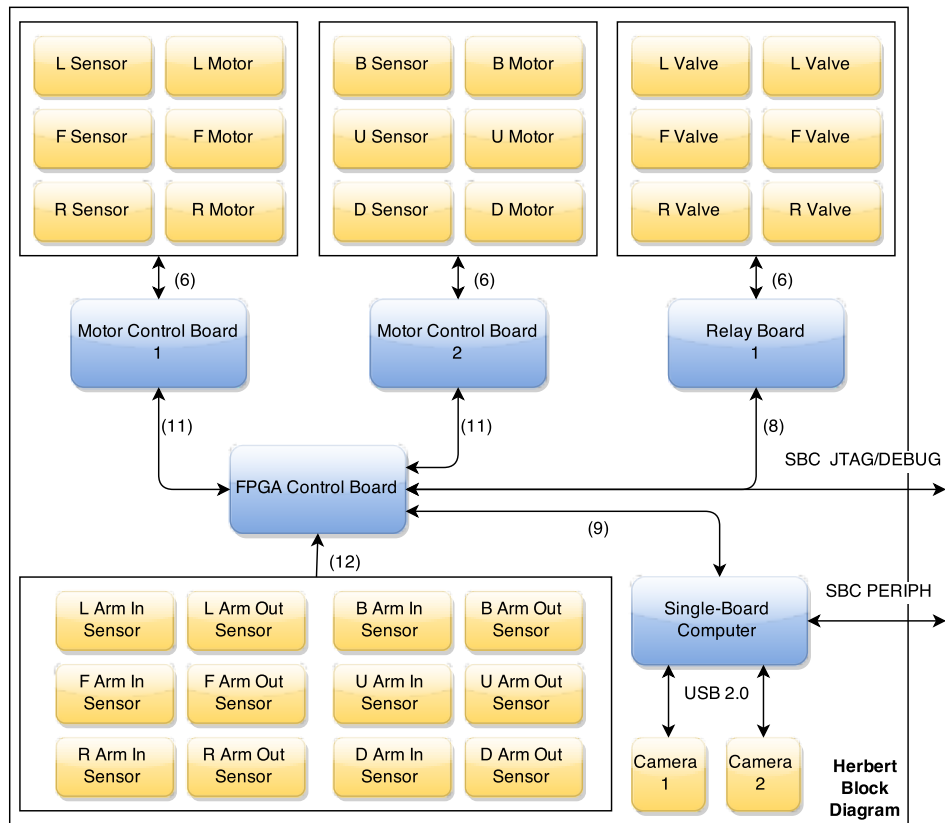 L Sensor
L Motor
B Sensor
B Motor
L Valve
L Valve
F Sensor
F Motor
U Sensor
U Motor
F Valve
F Valve
R Sensor
R Motor
D Sensor
D Motor
R Valve
R Valve
(6)
(6)
(6)
Motor Control Board
1
Motor Control Board
2
Relay Board
1
(11)
(11)
(8)
SBC JTAG/DEBUG
FPGA Control Board
(9)
(12)
L Arm In
Sensor
L Arm Out
Sensor
B Arm In
Sensor
B Arm Out
Sensor
F Arm In
Sensor
F Arm Out
Sensor
U Arm In
Sensor
U Arm Out
Sensor
R Arm In
Sensor
R Arm Out
Sensor
D Arm In
Sensor
D Arm Out
Sensor
Single-Board
Computer
SBC PERIPH
USB 2.0
Camera
1
Camera
2
Herbert
Block
Diagram